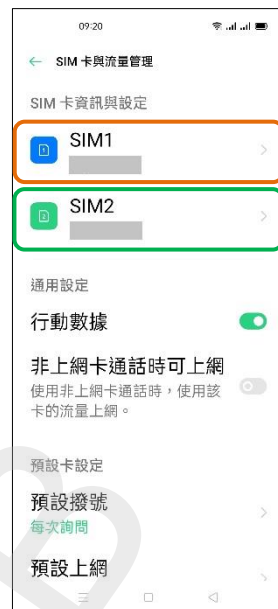 09:20
SIM 卡與流量管理
SIM 卡資訊與設定
1
SIM1
2
SIM2
通用設定
行動數據
非上網卡通話時可上網
使用非上網卡通話時，使用該
卡的流量上網。
預設卡設定
預設撥號
每次詢問
預設上網